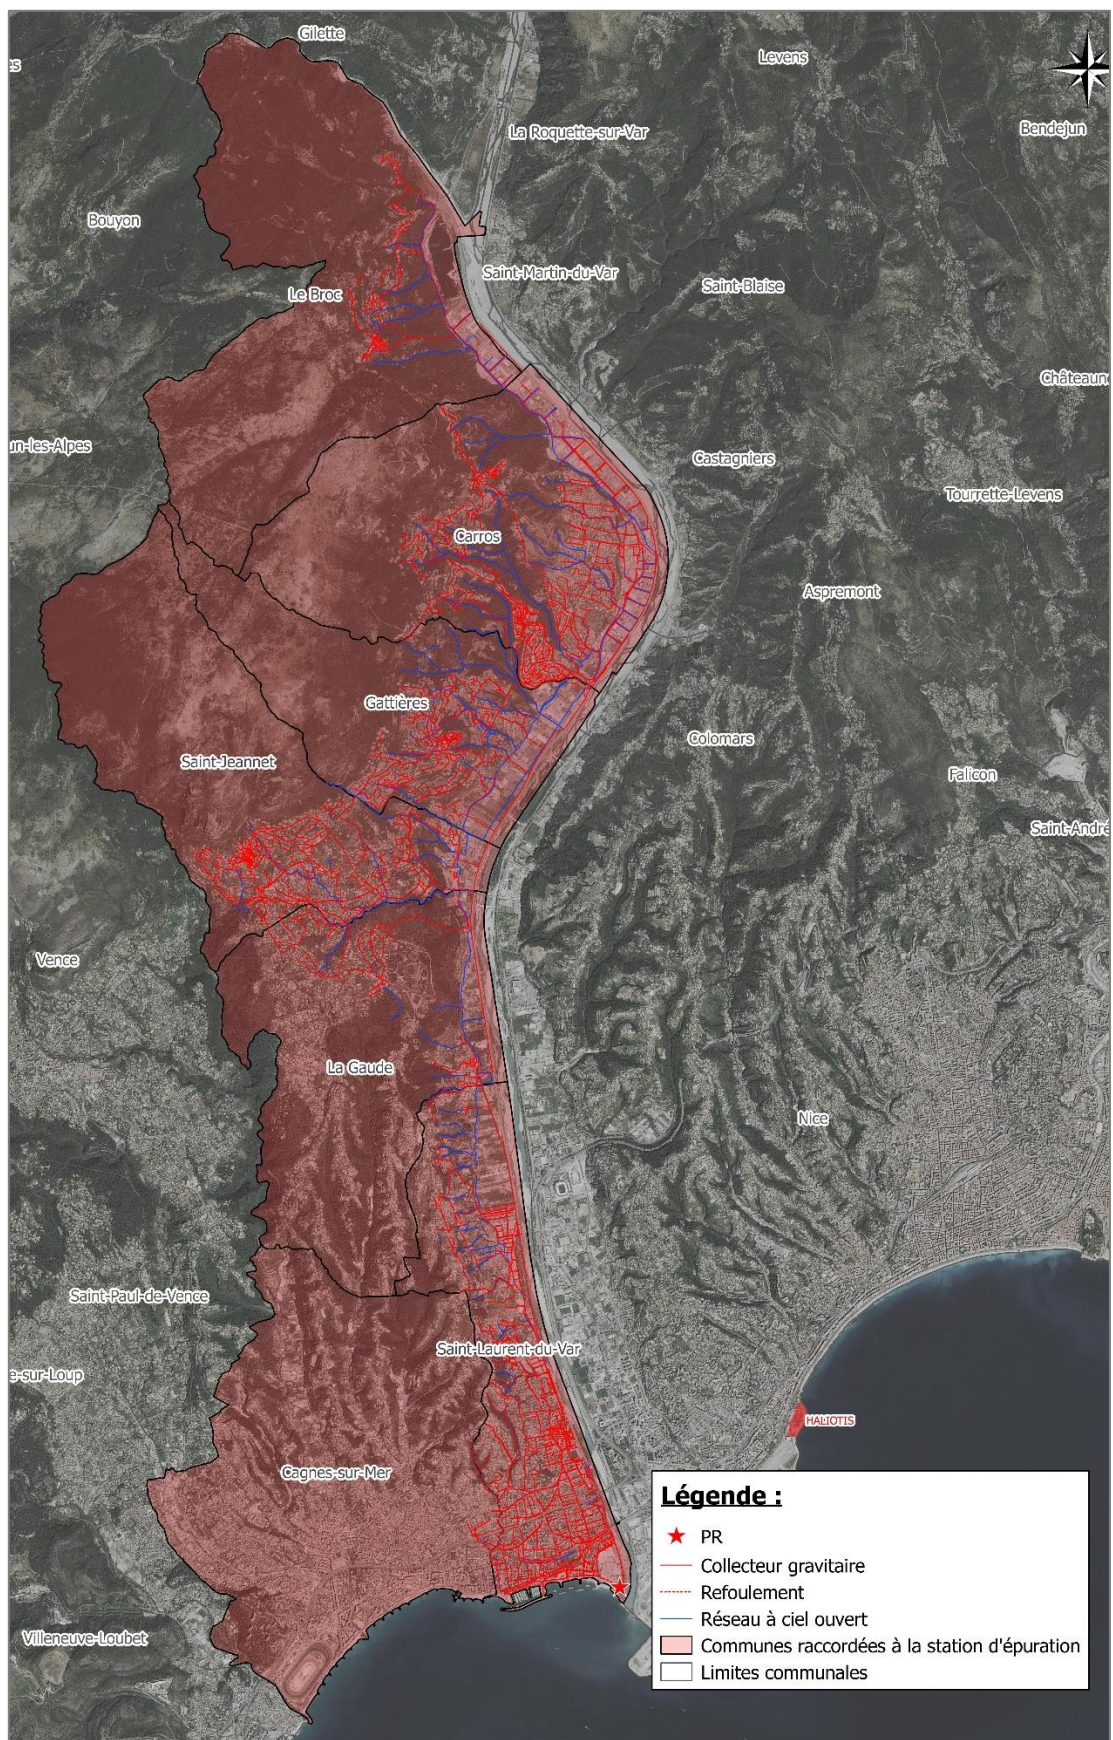 Gilette
Levens
es
La Roquette-sur-Var
Bendejun
Bouyon
Saint-Martin-du-Var
Saint-Blaise
Le Broc
Châteaune
un-les-Alpes
Castagniers
Tourrette-Levens
Carros
Aspremont
Gattières
Colomars
Saint-Jeannet
Falicon
Saint-André
Vence
La Gaude
Nice
Saint-Paul-de-Vence
Saint-Laurent-du-Var
e-sur-Loup
HALIOTIS
Cagnes-sur-Mer
Villeneuve-Loubet
Légende :
PR
Collecteur gravitaire
Refoulement
Réseau à ciel ouvert
Communes raccordées à la station d'épuration
Limites communales